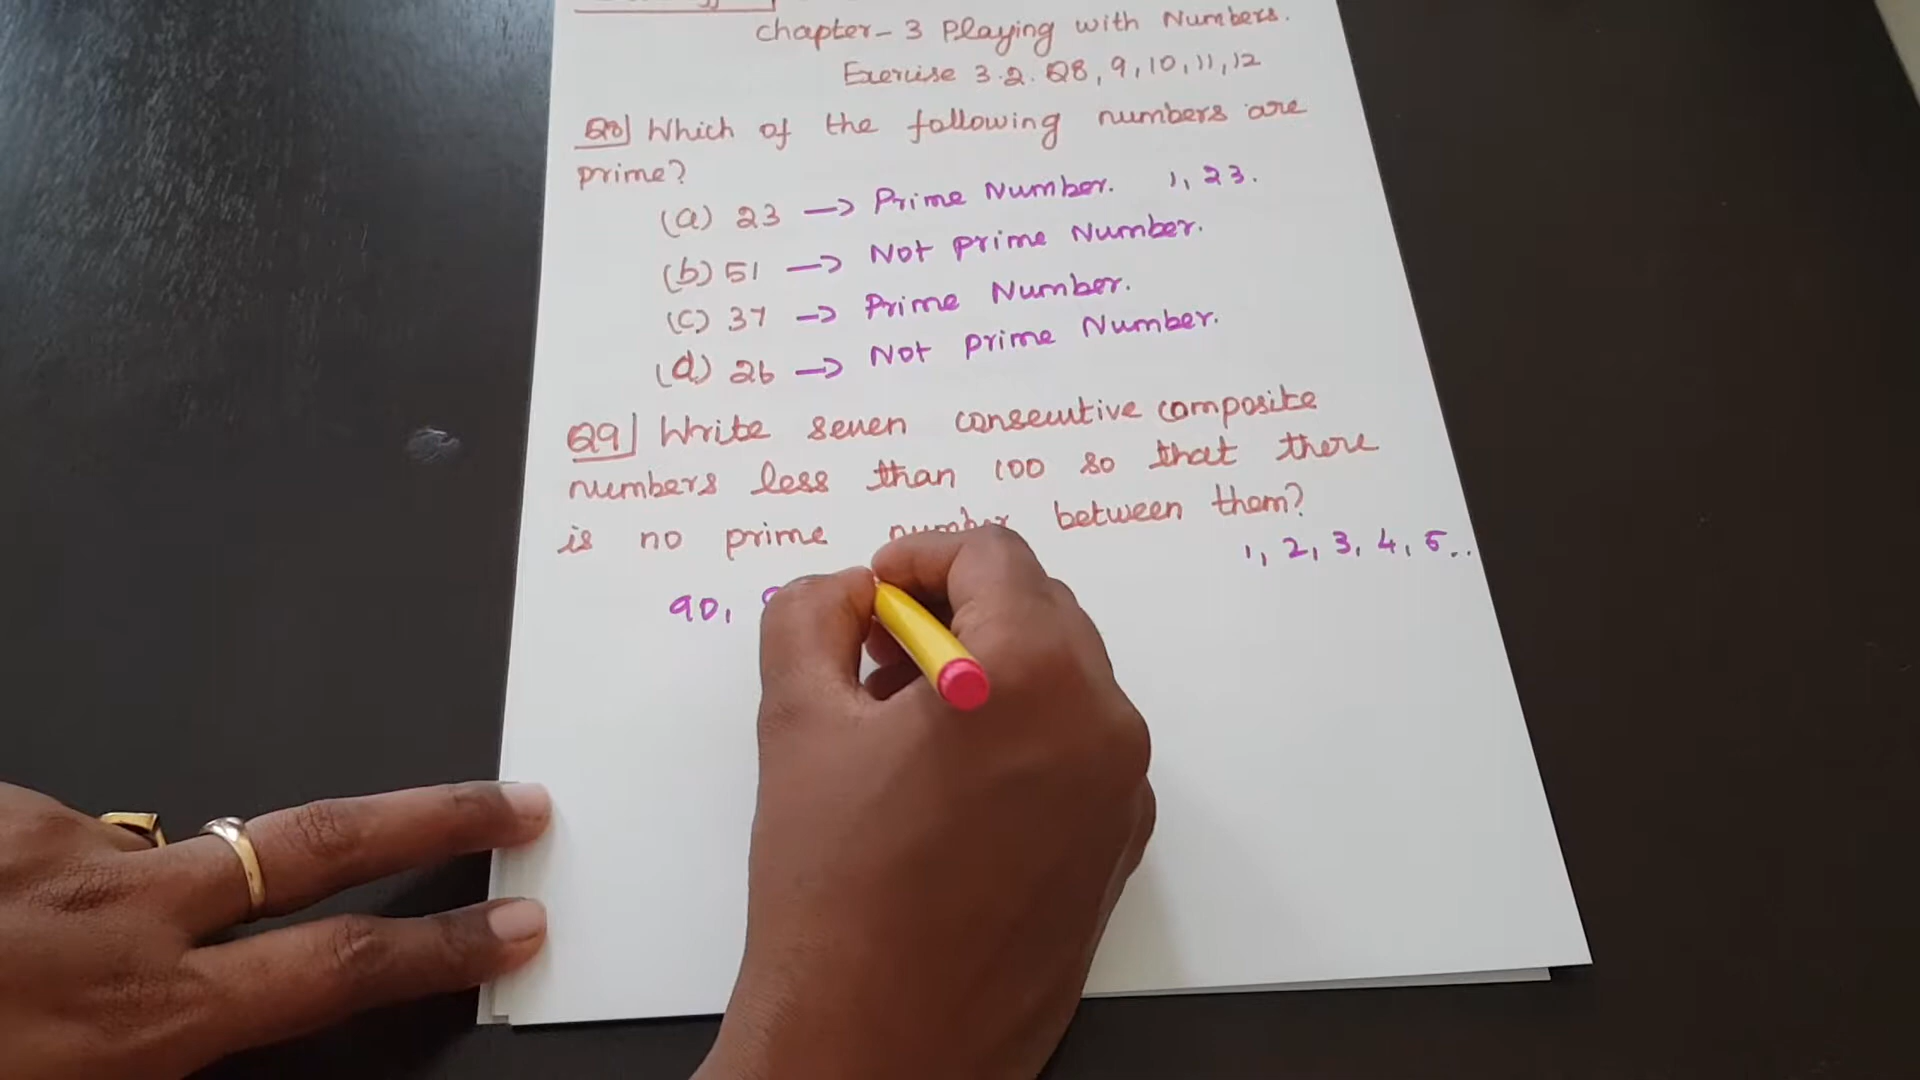 Chapter - 3 Playing with Numbers.
Exercise 3.2. Q8, 9, 10, 11, 12
Q8] Which of the following numbers are
prime?
(a) 23 → Prime Number. 1, 23.
(b) 51 → Not prime Number.
(c) 37 → Prime Number.
(d) 26 → Not prime Number.
Q9] Write seven consecutive composite
numbers less than 100 so that there
is no prime number between them?
1, 2, 3, 4, 5..
90,